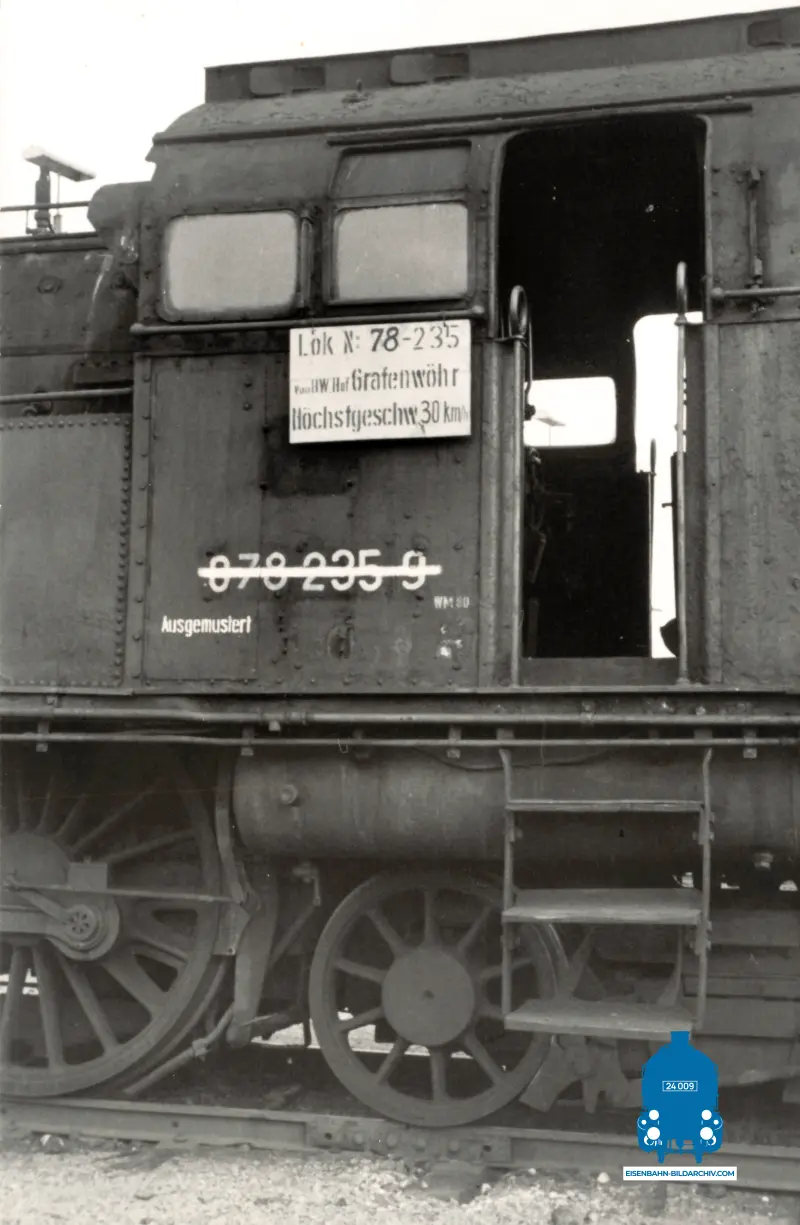 Lok N: 78-235
von BW Hof Grafenwöhr
Höchstgeschw. 30 km/h
078 235 9
WM 80
Ausgemustert
24 009
EISENBAHN-BILDARCHIV.COM